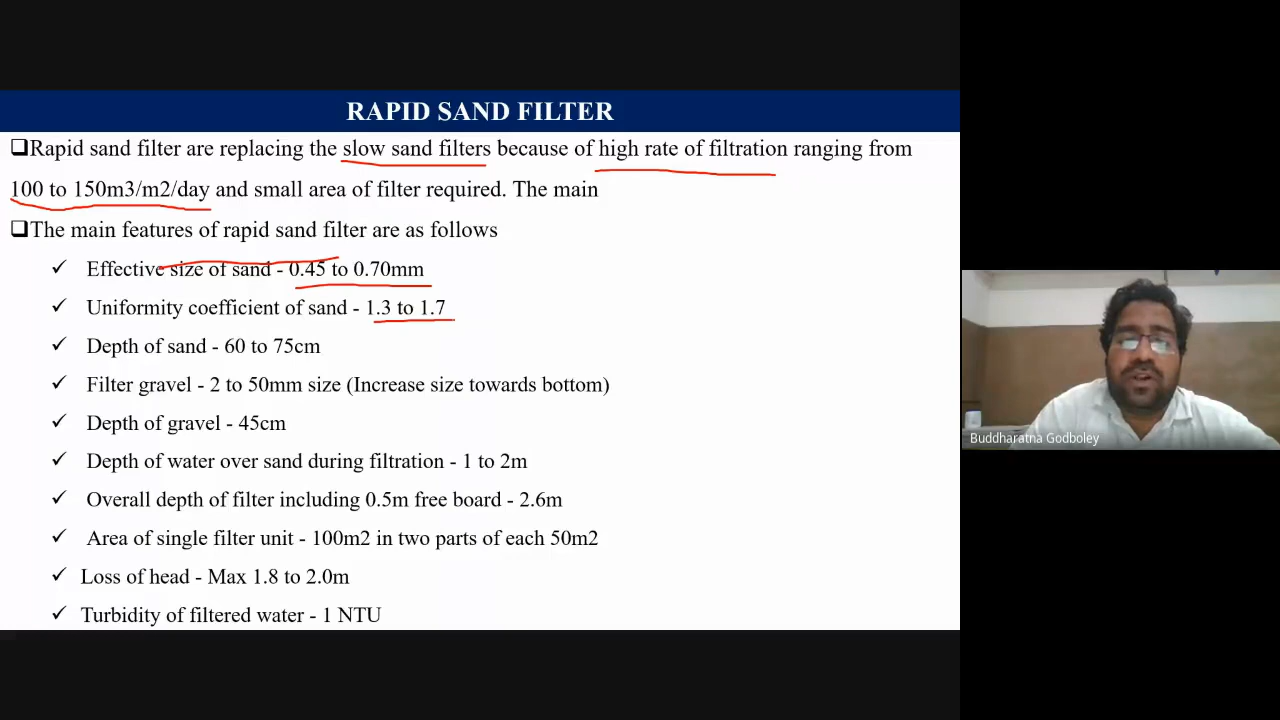 RAPID SAND FILTER
❑Rapid sand filter are replacing the slow sand filters because of high rate of filtration ranging from
100 to 150m3/m2/day and small area of filter required. The main
❑The main features of rapid sand filter are as follows
✓ Effective size of sand - 0.45 to 0.70mm
✓ Uniformity coefficient of sand - 1.3 to 1.7
✓ Depth of sand - 60 to 75cm
✓ Filter gravel - 2 to 50mm size (Increase size towards bottom)
✓ Depth of gravel - 45cm
✓ Depth of water over sand during filtration - 1 to 2m
✓ Overall depth of filter including 0.5m free board - 2.6m
✓ Area of single filter unit - 100m2 in two parts of each 50m2
✓ Loss of head - Max 1.8 to 2.0m
✓ Turbidity of filtered water - 1 NTU
Buddharatna Godboley